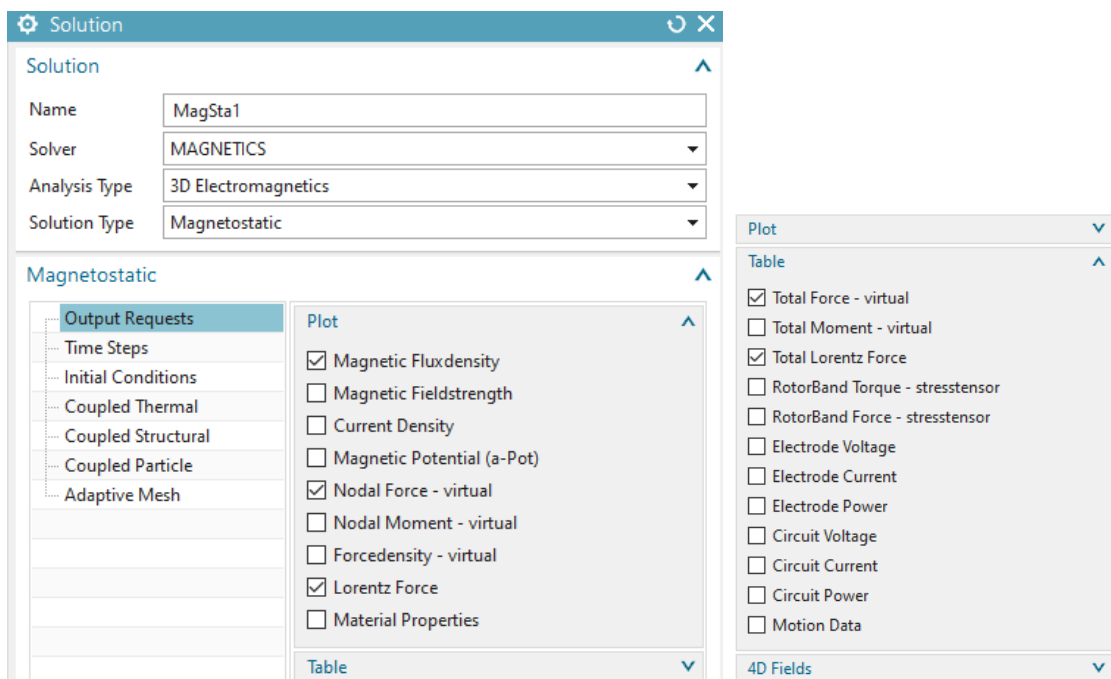 Solution
Solution
Name MagSta1
Solver MAGNETICS
Analysis Type 3D Electromagnetics
Solution Type Magnetostatic
Magnetostatic
Output Requests
Time Steps
Initial Conditions
Coupled Thermal
Coupled Structural
Coupled Particle
Adaptive Mesh
Plot
Magnetic Fluxdensity
Magnetic Fieldstrength
Current Density
Magnetic Potential (a-Pot)
Nodal Force - virtual
Nodal Moment - virtual
Forcedensity - virtual
Lorentz Force
Material Properties
Table
Plot
Table
Total Force - virtual
Total Moment - virtual
Total Lorentz Force
RotorBand Torque - stresstensor
RotorBand Force - stresstensor
Electrode Voltage
Electrode Current
Electrode Power
Circuit Voltage
Circuit Current
Circuit Power
Motion Data
4D Fields